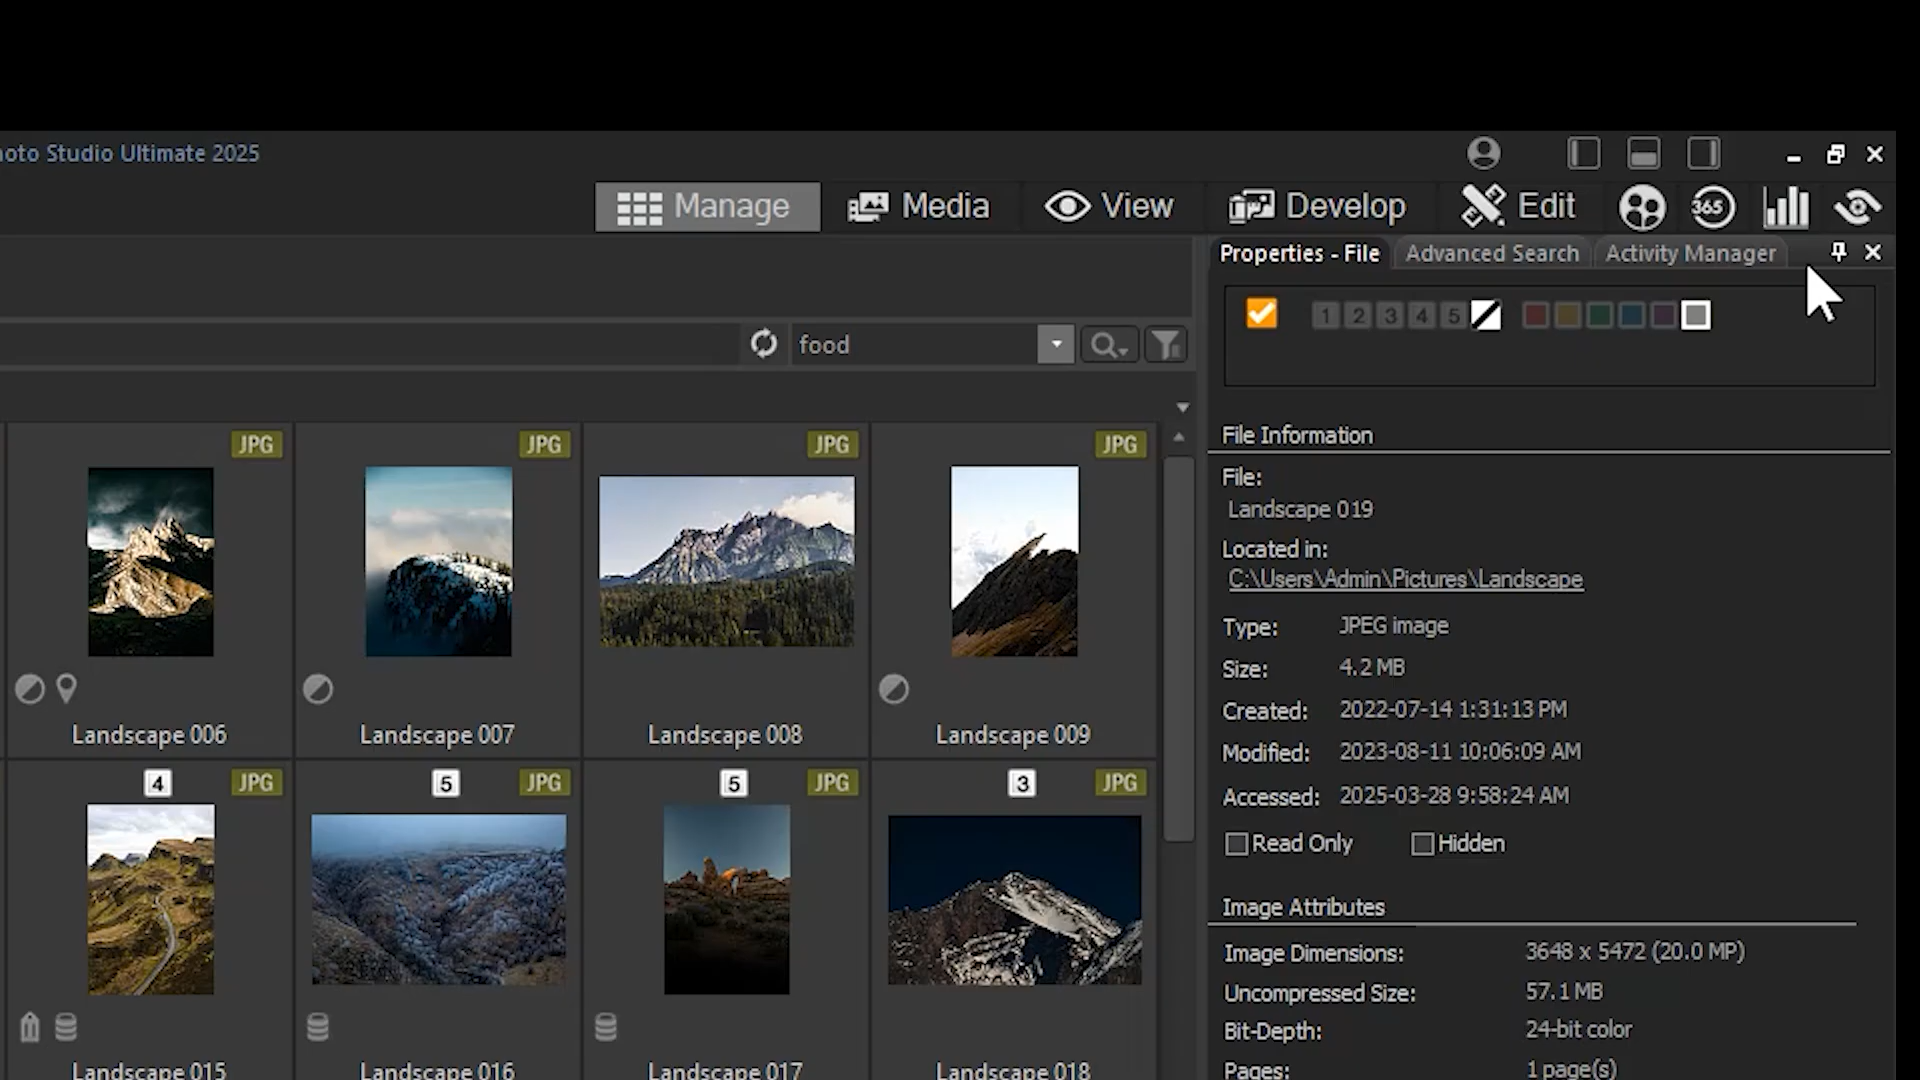 oto Studio Ultimate 2025
Manage Media View Develop Edit 365
Properties - File Advanced Search Activity Manager
1 2 3 4 5
food
JPG JPG JPG JPG
File Information
File:
Landscape 019
Located in:
C:\Users\Admin\Pictures\Landscape
Type: JPEG image
Size: 4.2 MB
Created: 2022-07-14 1:31:13 PM
Modified: 2023-08-11 10:06:09 AM
Accessed: 2025-03-28 9:58:24 AM
Read Only Hidden
Landscape 006 Landscape 007 Landscape 008 Landscape 009
4 JPG 5 JPG 5 JPG 3 JPG
Image Attributes
Image Dimensions: 3648 x 5472 (20.0 MP)
Uncompressed Size: 57.1 MB
Bit-Depth: 24-bit color
Pages: 1 page(s)
Landscape 015 Landscape 016 Landscape 017 Landscape 018